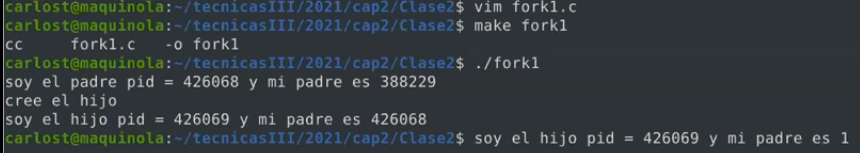 carlost@maquinola:~/tecnicasIII/2021/cap2/Clase2$ vim fork1.c
carlost@maquinola:~/tecnicasIII/2021/cap2/Clase2$ make fork1
cc     fork1.c   -o fork1
carlost@maquinola:~/tecnicasIII/2021/cap2/Clase2$ ./fork1
soy el padre pid = 426068 y mi padre es 388229
cree el hijo
soy el hijo pid = 426069 y mi padre es 426068
carlost@maquinola:~/tecnicasIII/2021/cap2/Clase2$ soy el hijo pid = 426069 y mi padre es 1